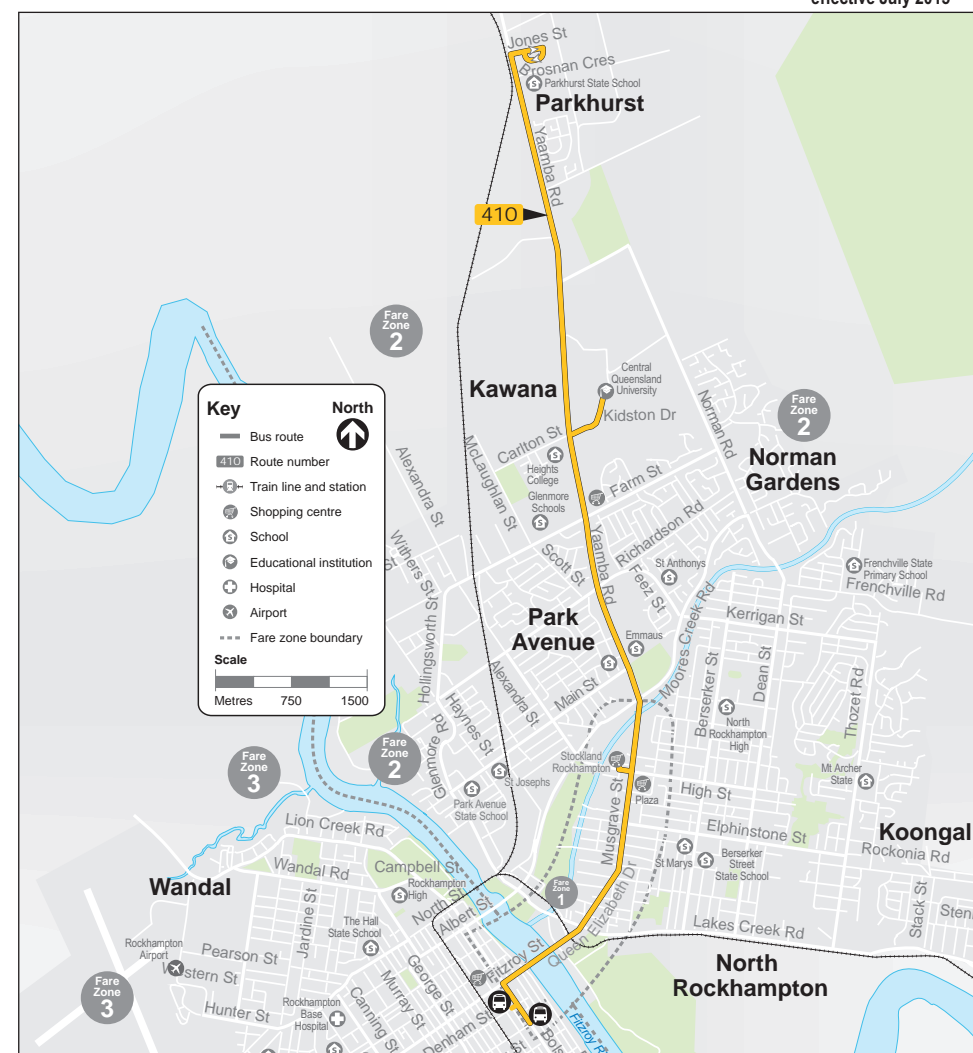 effective July 2015
Jones St
Brosnan Cres
Parkhurst State School
Parkhurst
Yaamba Rd
410
Fare
Zone
2
Central
Queensland
University
Kawana
Kidston Dr
Norman Rd
Fare
Zone
2
Carlton St
McLaughlan St
Heights
College
Norman
Gardens
Farm St
Glenmore
Schools
Richardson Rd
Yaamba Rd
Scott St
Feez St
St Anthonys
Frenchville State
Primary School
Frenchville Rd
Key
North
Bus route
410
Route number
Train line and station
Shopping centre
School
Educational institution
Hospital
Airport
Fare zone boundary
Scale
Metres 750 1500
Alexandra St
Withers St
St
Hollingsworth St
Park
Avenue
Emmaus
Moores Creek Rd
Kerrigan St
Berserker St
Dean St
Thozet Rd
Main St
Alexandra St
Haynes St
Glenmore Rd
North
Rockhampton
High
Stockland
Rockhampton
Plaza
Mt Archer
State
Fare
Zone
3
Fare
Zone
2
St Josephs
Park Avenue
State School
Musgrave St
High St
Elphinstone St
Koongal
Rockonia Rd
Lion Creek Rd
Wandal Rd
Campbell St
Wandal
Rockhampton
High
North St
Albert St
Fare
Zone
1
St Marys
Berserker
Street
State School
Stack St
Queen Elizabeth Dr
Lakes Creek Rd
Jardine St
The Hall
State School
Rockhampton
Airport
Pearson St
Western St
Hunter St
Fare
Zone
3
Rockhampton
Base
Hospital
Canning St
Murray St
George St
Denham St
St
Fitzroy St
North
Rockhampton